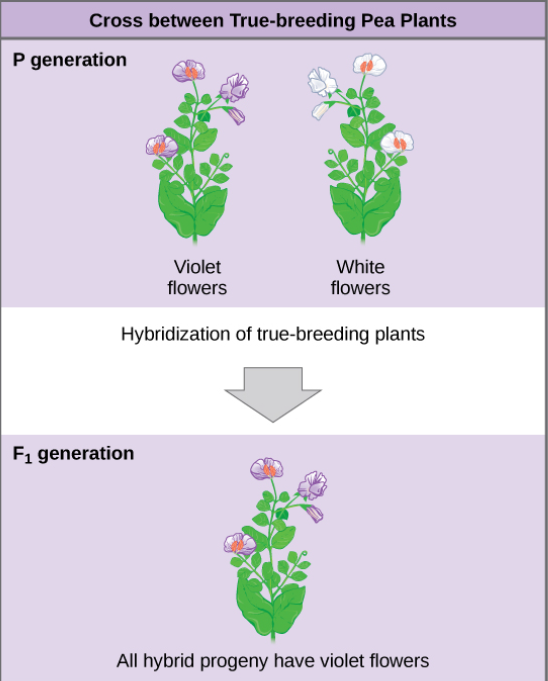 Cross between True-breeding Pea Plants
P generation
Violet
flowers
White
flowers
Hybridization of true-breeding plants
F₁ generation
All hybrid progeny have violet flowers